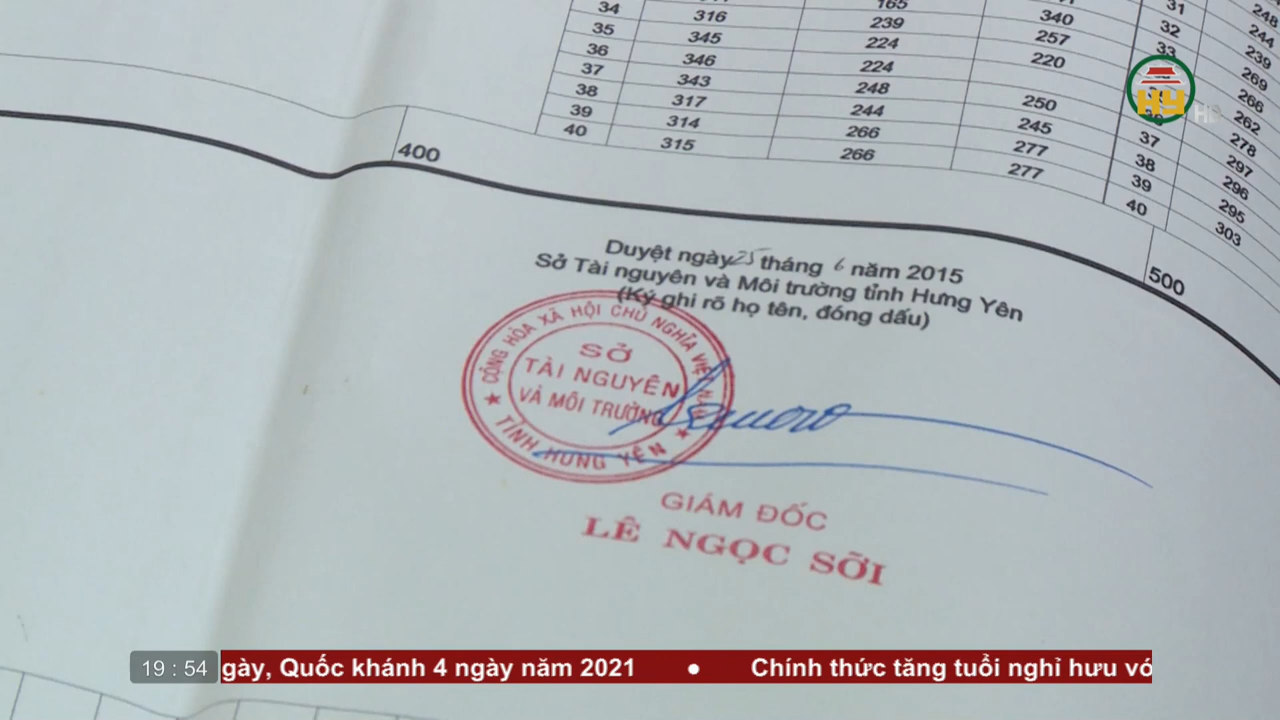 165
34 316 239 340 31 248
35 345 224 257 32 244
36 346 224 220 33 239
37 343 248 269
38 317 244 250 266
39 314 266 245 262
40 315 266 277 37 278
277 38 297
39 296
40 295
303
400
500
HY
HD
Duyệt ngày 25 tháng 6 năm 2015
Sở Tài nguyên và Môi trường tỉnh Hưng Yên
(Ký ghi rõ họ tên, đóng dấu)
CỘNG HÒA XÃ HỘI CHỦ NGHĨA VIỆT NAM
SỞ
TÀI NGUYÊN
VÀ MÔI TRƯỜNG
TỈNH HƯNG YÊN
GIÁM ĐỐC
LÊ NGỌC SỚI
19 : 54 gày, Quốc khánh 4 ngày năm 2021 ● Chính thức tăng tuổi nghỉ hưu vớ